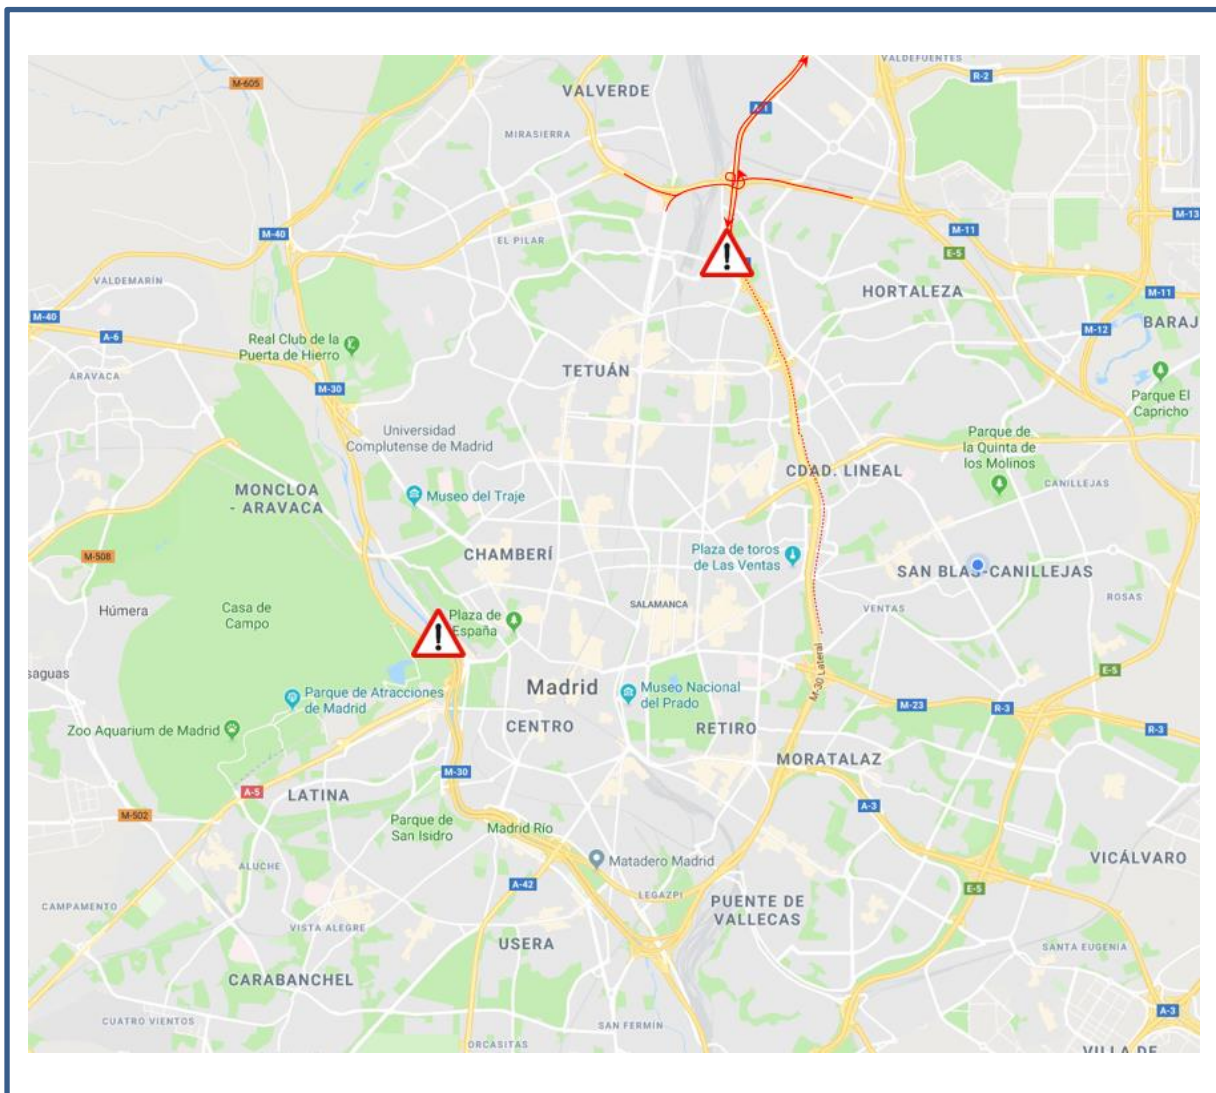 VALDEFUENTES
R-2
M-605
VALVERDE
A-1
MIRASIERRA
M-13
M-40
M-11
EL PILAR
E-5
VALDEMARÍN
HORTALEZA
M-11
M-40
A-6
M-12
BARAJ
Real Club de la
Puerta de Hierro
TETUÁN
ARAVACA
M-30
Parque El
Capricho
Universidad
Complutense de Madrid
Parque de
la Quinta de
los Molinos
CDAD. LINEAL
CANILLEJAS
MONCLOA
- ARAVACA
Museo del Traje
M-508
CHAMBERÍ
Plaza de toros
de Las Ventas
SAN BLAS-CANILLEJAS
Húmera
Casa de
Campo
Plaza de
España
SALAMANCA
VENTAS
ROSAS
saguas
M-30 Lateral
E-5
Parque de Atracciones
de Madrid
Madrid
Museo Nacional
del Prado
M-23
R-3
Zoo Aquarium de Madrid
CENTRO
RETIRO
R-3
MORATALAZ
M-30
A-5
LATINA
A-3
M-502
Parque de
San Isidro
Madrid Río
Matadero Madrid
VICÁLVARO
ALUCHE
A-42
LEGAZPI
E-5
CAMPAMENTO
PUENTE DE
VALLECAS
VISTA ALEGRE
USERA
SANTA EUGENIA
CARABANCHEL
A-3
CUATRO VIENTOS
SAN FERMÍN
ORCASITAS
VILLA DE